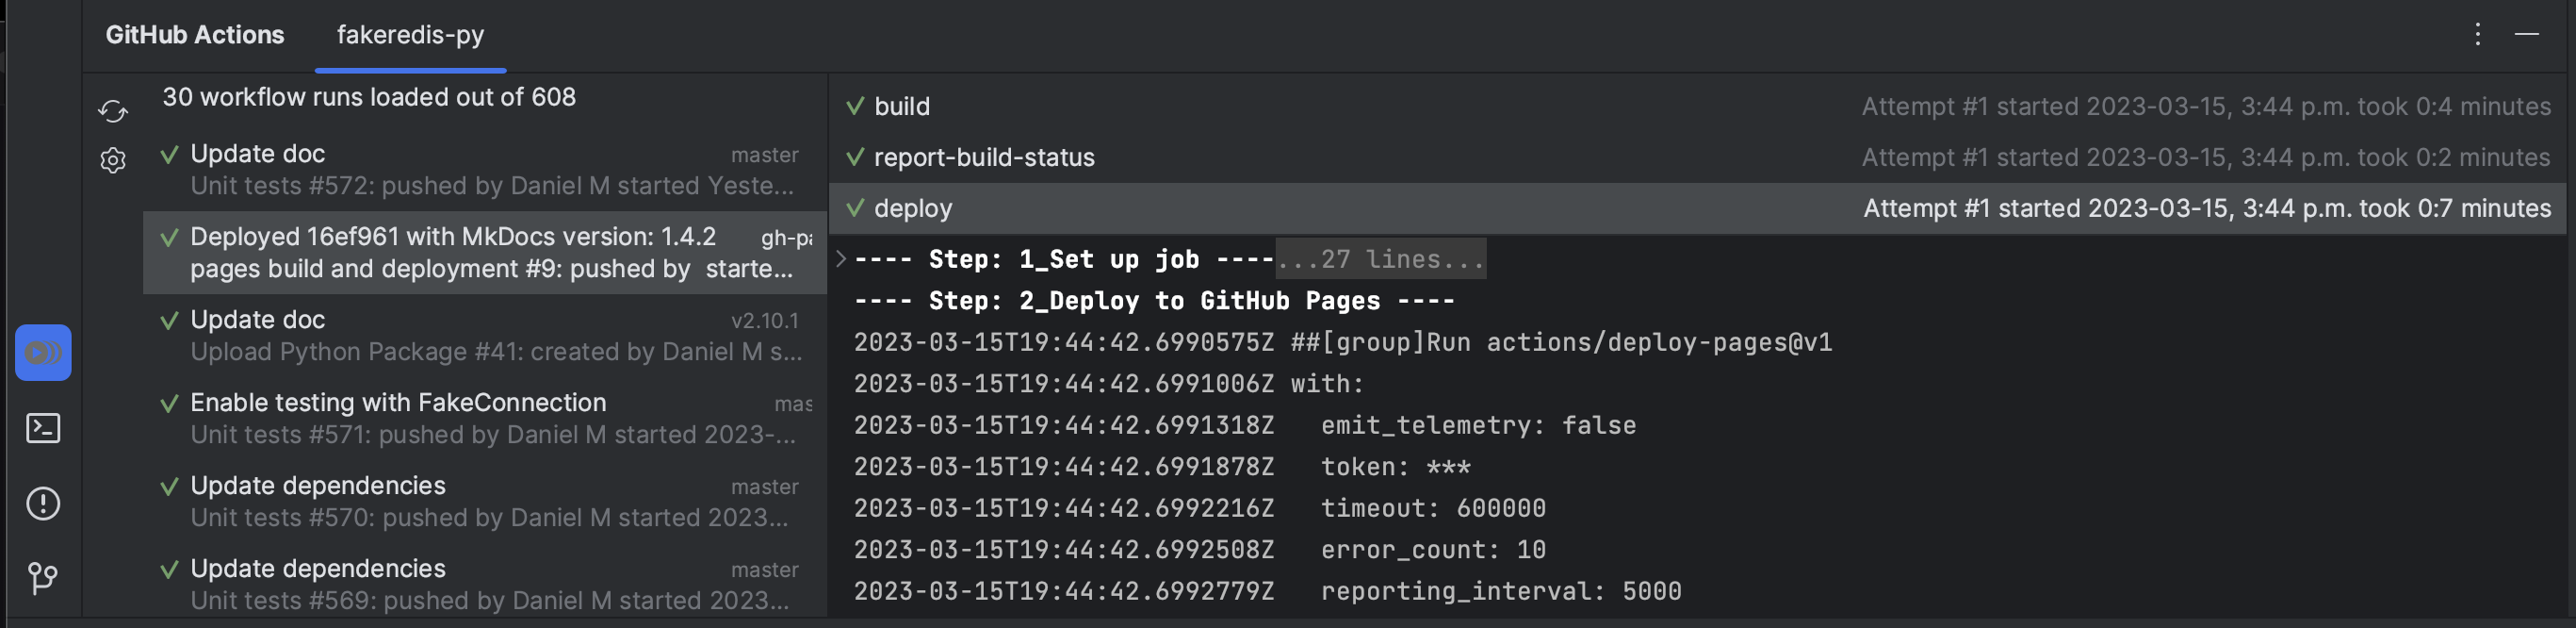 GitHub Actions fakeredis-py
30 workflow runs loaded out of 608
Update doc master
Unit tests #572: pushed by Daniel M started Yeste...
Deployed 16ef961 with MkDocs version: 1.4.2 gh-pa
pages build and deployment #9: pushed by starte...
Update doc v2.10.1
Upload Python Package #41: created by Daniel M s...
Enable testing with FakeConnection mas
Unit tests #571: pushed by Daniel M started 2023-...
Update dependencies master
Unit tests #570: pushed by Daniel M started 2023...
Update dependencies master
Unit tests #569: pushed by Daniel M started 2023...
build Attempt #1 started 2023-03-15, 3:44 p.m. took 0:4 minutes
report-build-status Attempt #1 started 2023-03-15, 3:44 p.m. took 0:2 minutes
deploy Attempt #1 started 2023-03-15, 3:44 p.m. took 0:7 minutes
---- Step: 1_Set up job ----...27 lines...
---- Step: 2_Deploy to GitHub Pages ----
2023-03-15T19:44:42.6990575Z ##[group]Run actions/deploy-pages@v1
2023-03-15T19:44:42.6991006Z with:
2023-03-15T19:44:42.6991318Z   emit_telemetry: false
2023-03-15T19:44:42.6991878Z   token: ***
2023-03-15T19:44:42.6992216Z   timeout: 600000
2023-03-15T19:44:42.6992508Z   error_count: 10
2023-03-15T19:44:42.6992779Z   reporting_interval: 5000